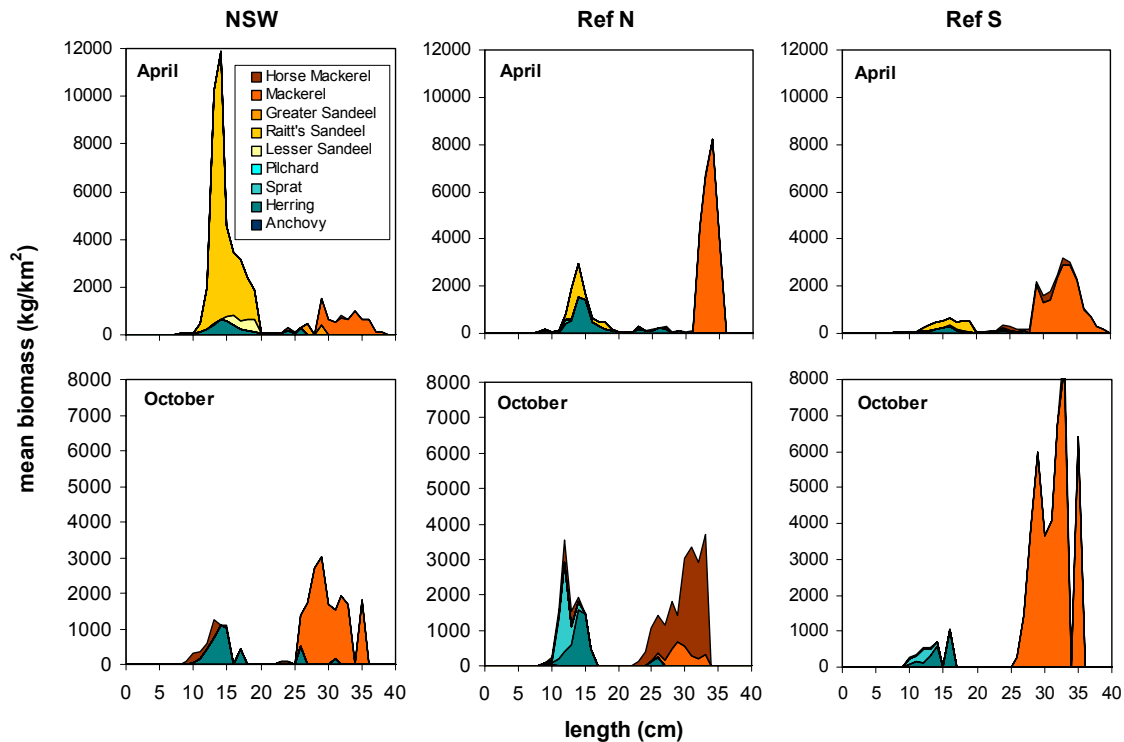 NSW
Ref N
Ref S
mean biomass (kg/km²)
12000
10000
8000
6000
4000
2000
0
April
Horse Mackerel
Mackerel
Greater Sandeel
Raitt's Sandeel
Lesser Sandeel
Pilchard
Sprat
Herring
Anchovy
12000
10000
8000
6000
4000
2000
0
April
12000
10000
8000
6000
4000
2000
0
April
8000
7000
6000
5000
4000
3000
2000
1000
0
October
0 5 10 15 20 25 30 35 40
8000
7000
6000
5000
4000
3000
2000
1000
0
October
0 5 10 15 20 25 30 35 40
8000
7000
6000
5000
4000
3000
2000
1000
0
October
0 5 10 15 20 25 30 35 40
length (cm)